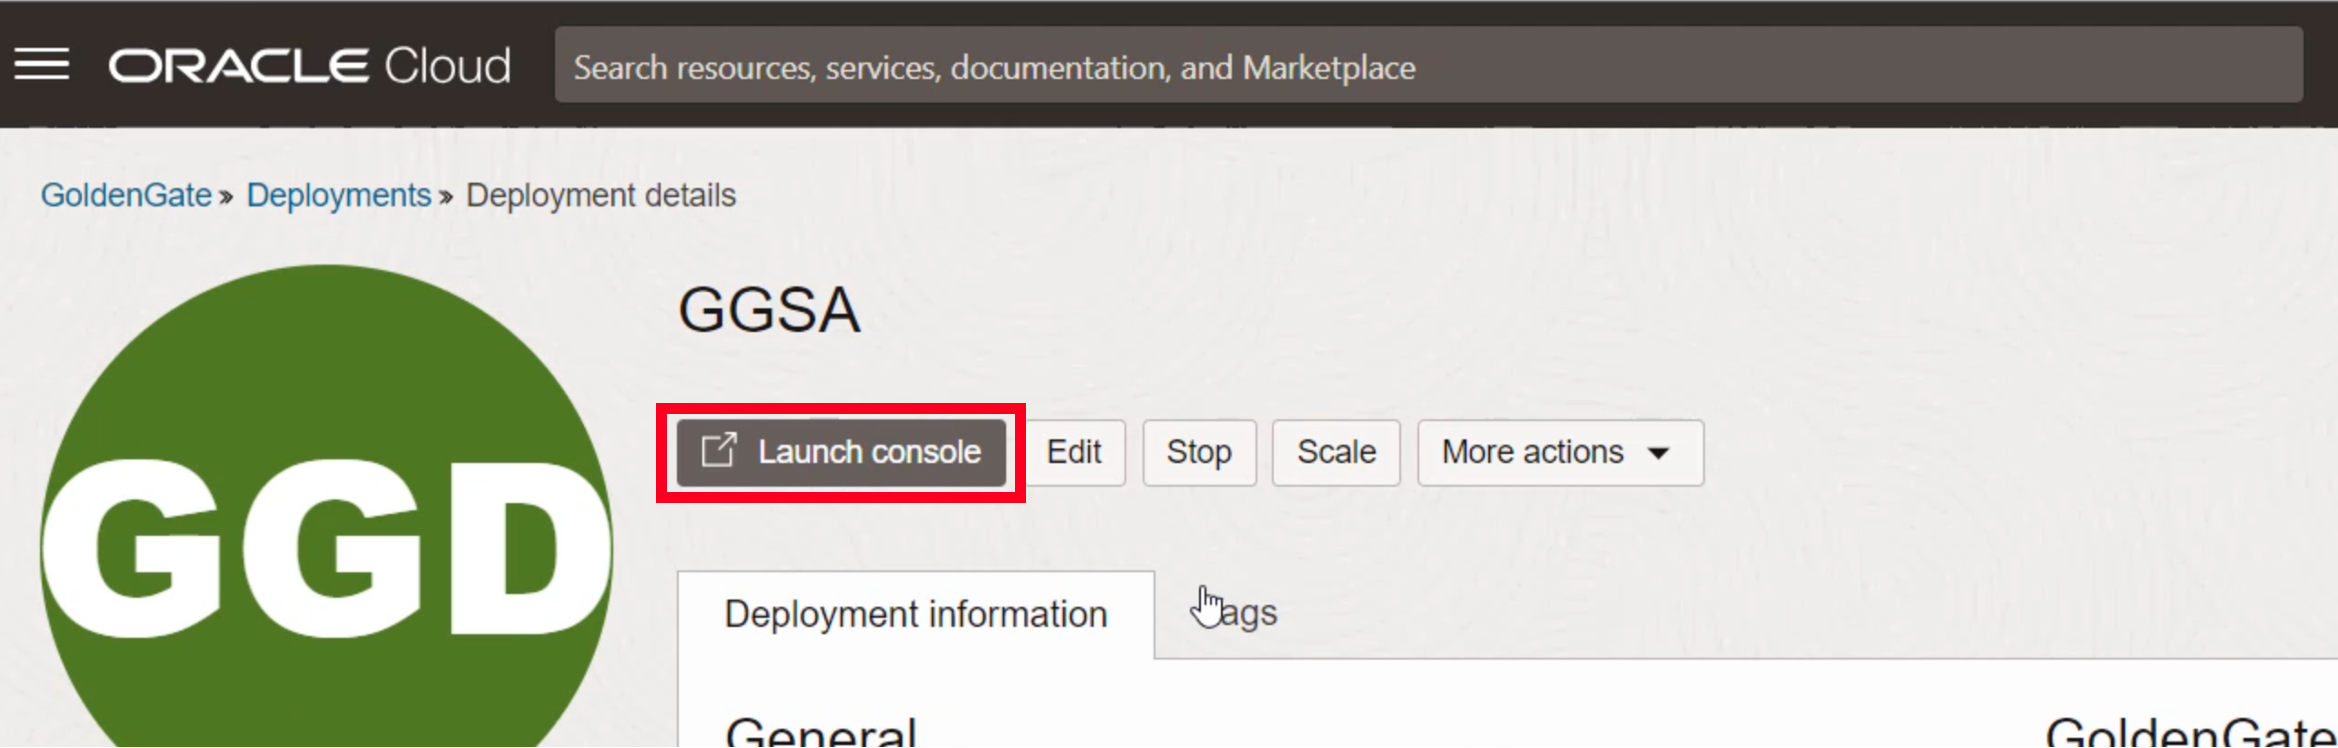 ORACLE Cloud
Search resources, services, documentation, and Marketplace
GoldenGate » Deployments » Deployment details
GGD
GGSA
Launch console
Edit
Stop
Scale
More actions
Deployment information
ags
General
GoldenGate